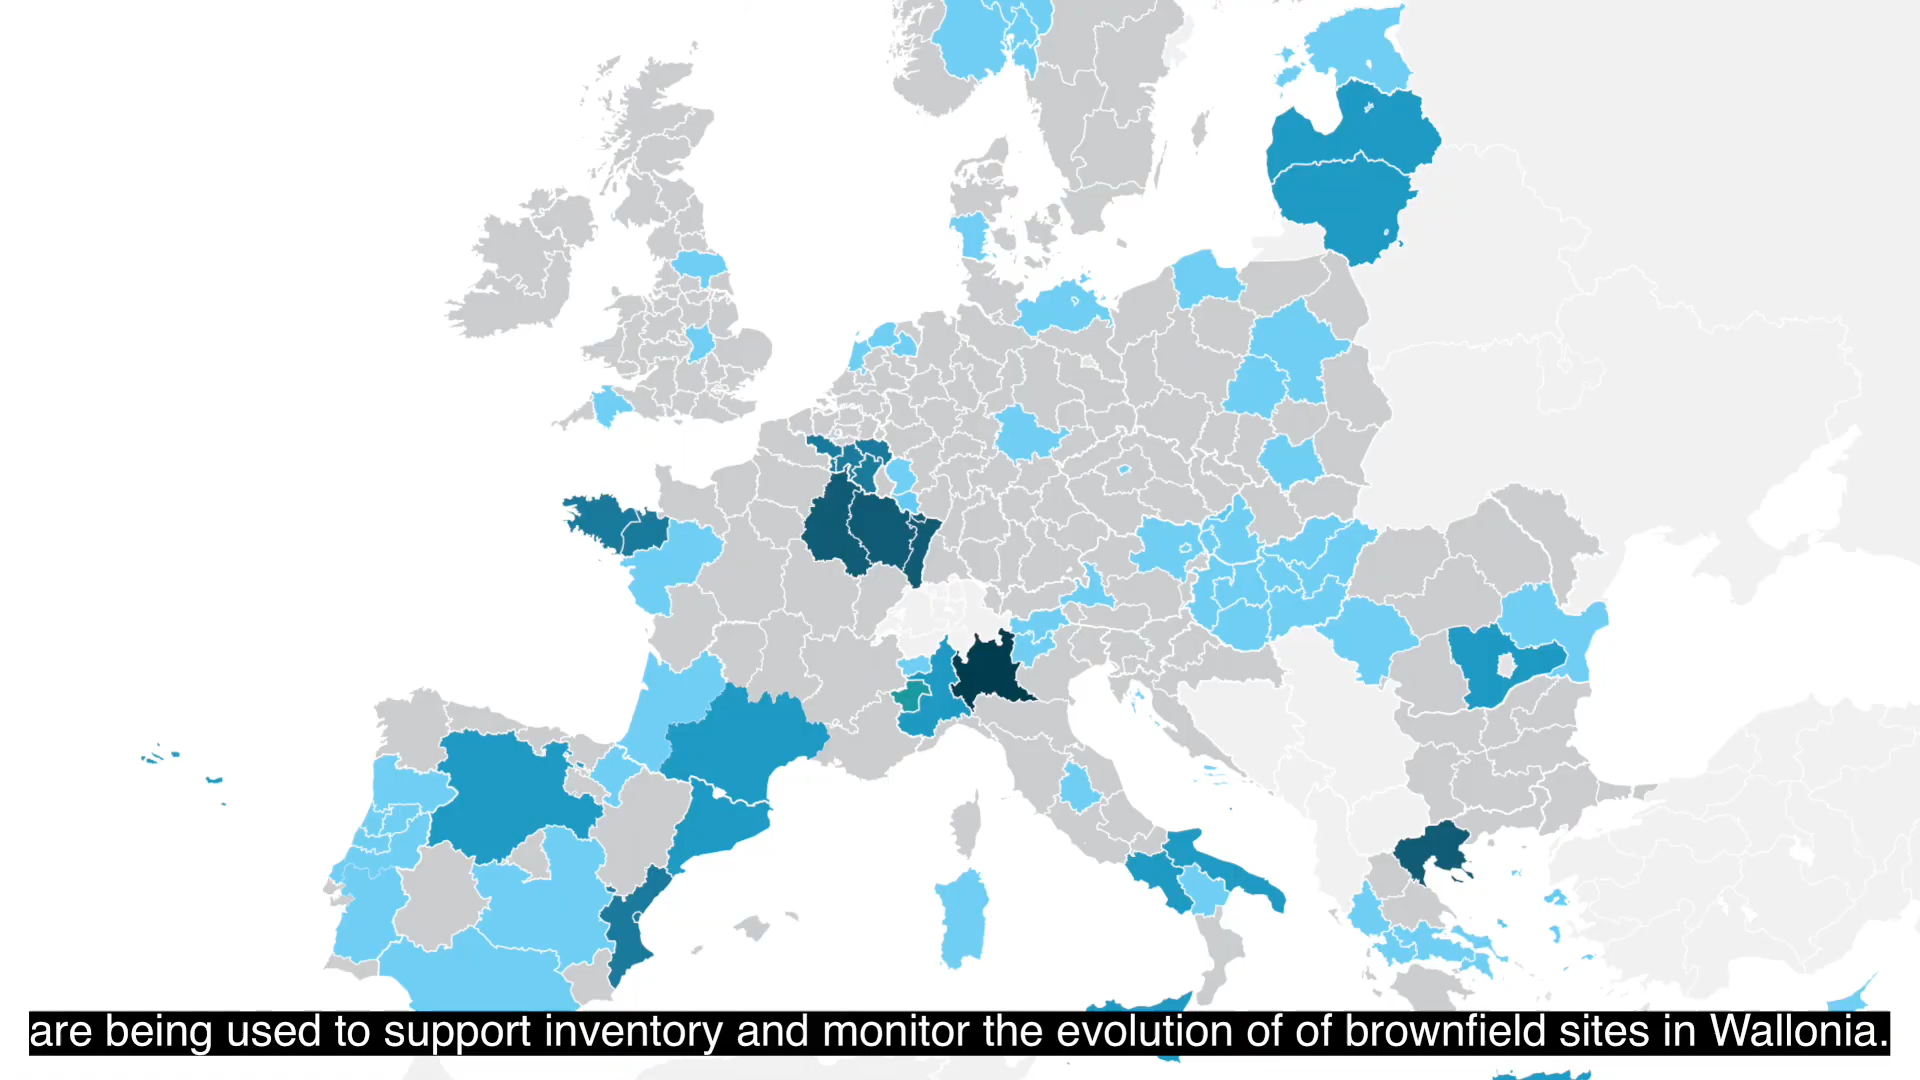 are being used to support inventory and monitor the evolution of of brownfield sites in Wallonia.